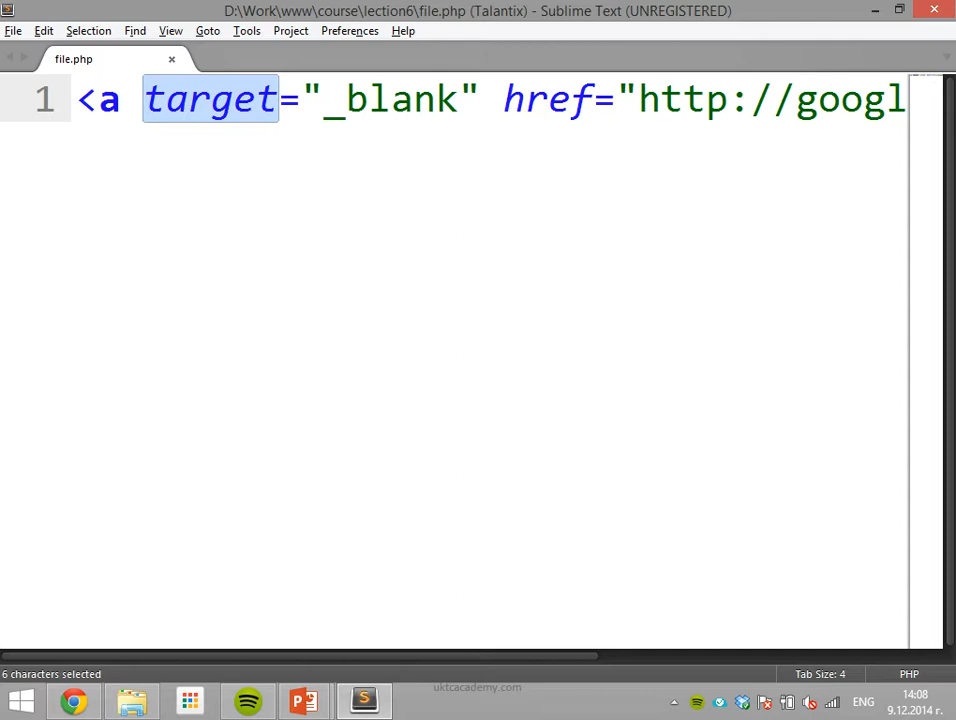 D:\Work\www\course\lection6\file.php (Talantix) - Sublime Text (UNREGISTERED)
File Edit Selection Find View Goto Tools Project Preferences Help
file.php ×
1 <a target="_blank" href="http://googl
6 characters selected Tab Size: 4 PHP
uktcacademy.com
ENG
14:08
9.12.2014 г.